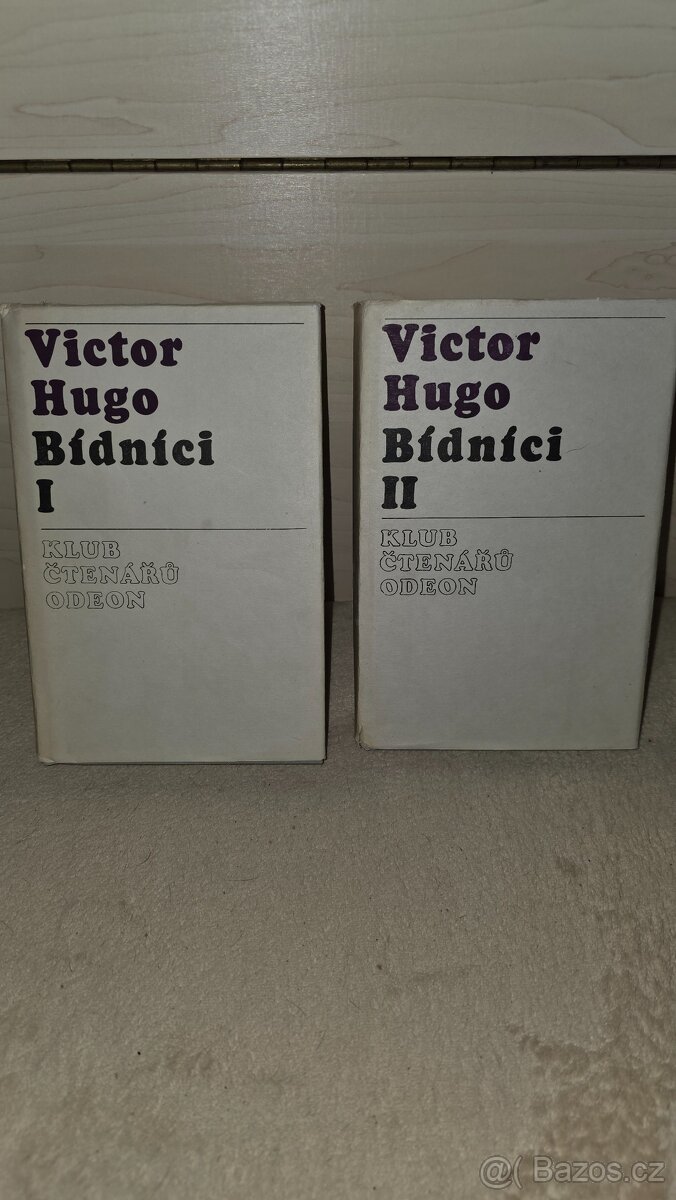 Victor
Hugo
Bídníci
I
KLUB
ČTENÁŘŮ
ODEON
Victor
Hugo
Bídníci
II
KLUB
ČTENÁŘŮ
ODEON
@( Bazos.cz